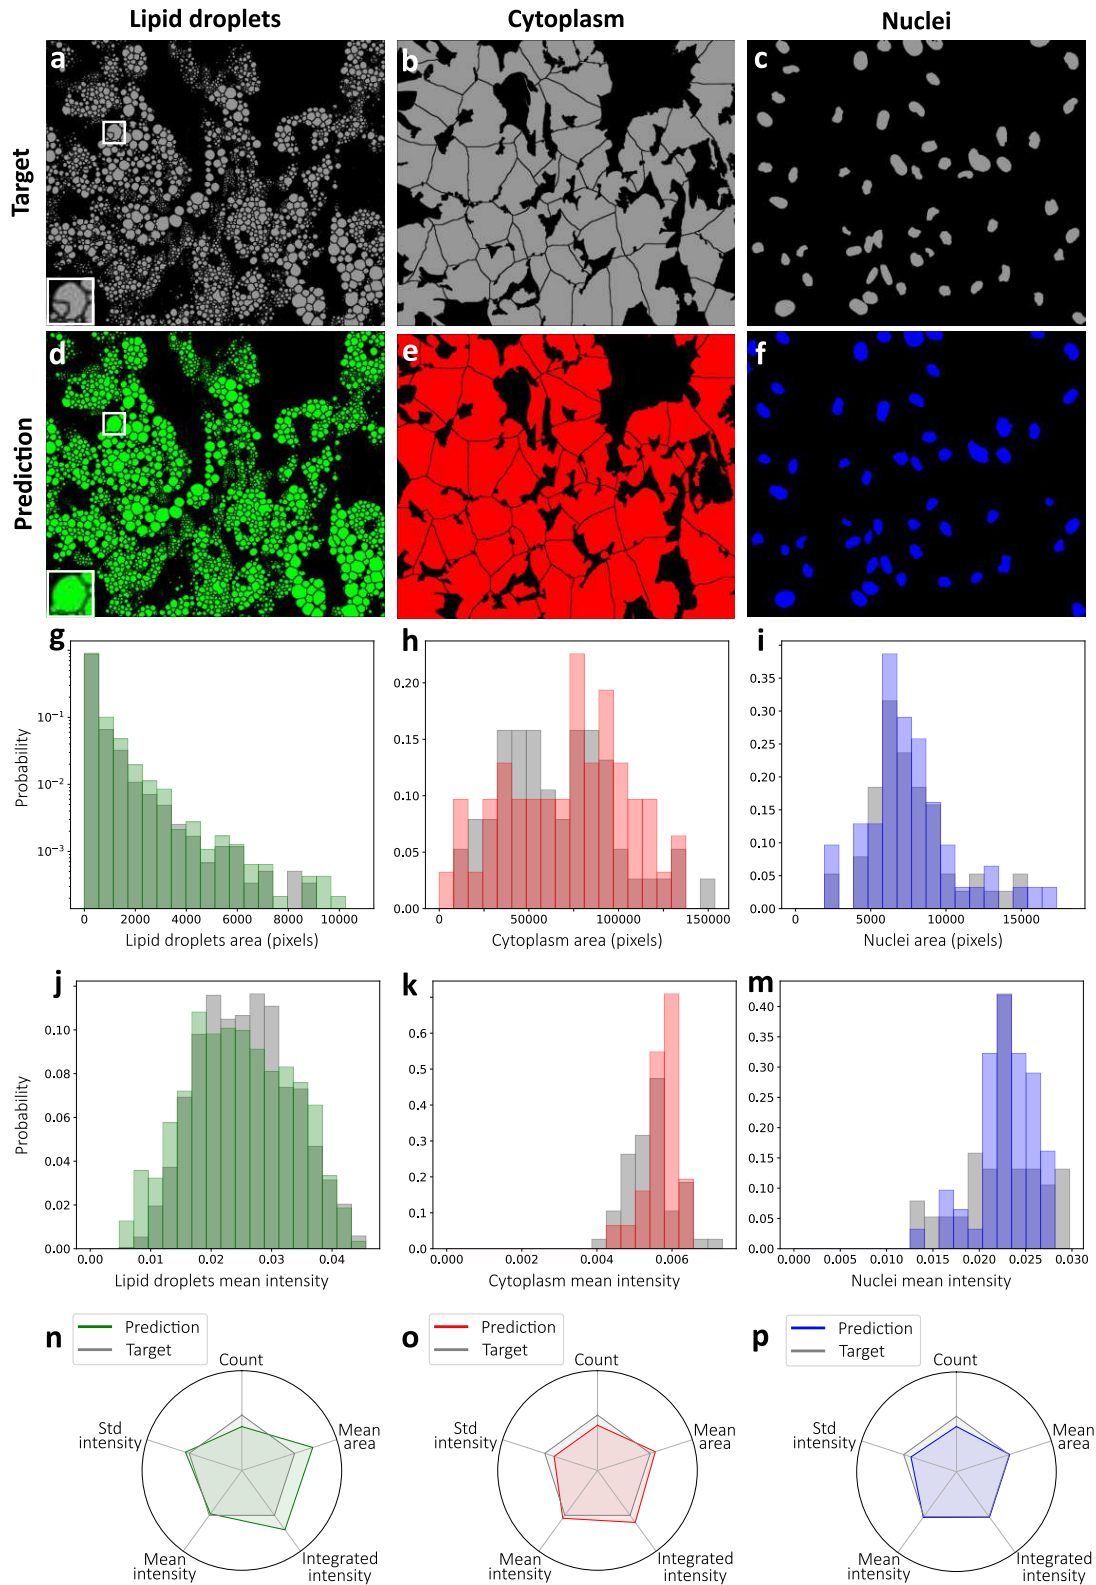 Lipid droplets Cytoplasm Nuclei
Target
a b c
Prediction
d e f
g h i
Probability
10⁻¹
10⁻²
10⁻³
0 2000 4000 6000 8000 10000
Lipid droplets area (pixels)
0.20
0.15
0.10
0.05
0.00
0 50000 100000 150000
Cytoplasm area (pixels)
0.35
0.30
0.25
0.20
0.15
0.10
0.05
0.00
0 5000 10000 15000
Nuclei area (pixels)
j k m
Probability
0.10
0.08
0.06
0.04
0.02
0.00
0.00 0.01 0.02 0.03 0.04
Lipid droplets mean intensity
0.6
0.5
0.4
0.3
0.2
0.1
0.0
0.000 0.002 0.004 0.006
Cytoplasm mean intensity
0.40
0.35
0.30
0.25
0.20
0.15
0.10
0.05
0.00
0.000 0.005 0.010 0.015 0.020 0.025 0.030
Nuclei mean intensity
n
Prediction
Target
Count
Mean
area
Integrated
intensity
Mean
intensity
Std
intensity
o
Prediction
Target
Count
Mean
area
Integrated intensity
Mean
intensity
Std
intensity
p
Prediction
Target
Count
Mean
area
Integrated
intensity
Mean
intensity
Std
intensity